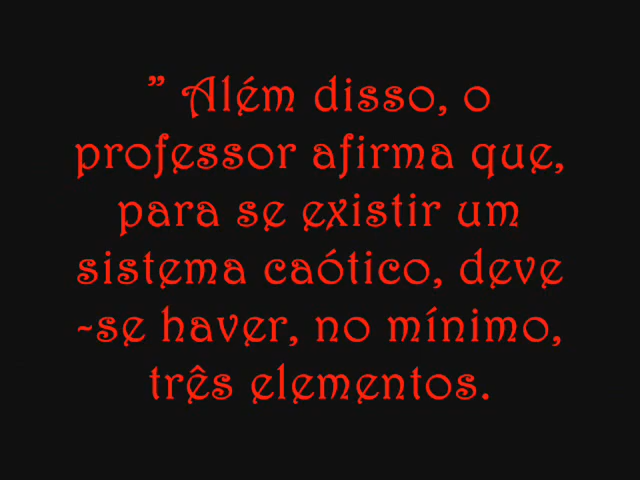 ” Além disso, o
professor afirma que,
para se existir um
sistema caótico, deve
-se haver, no mínimo,
três elementos.